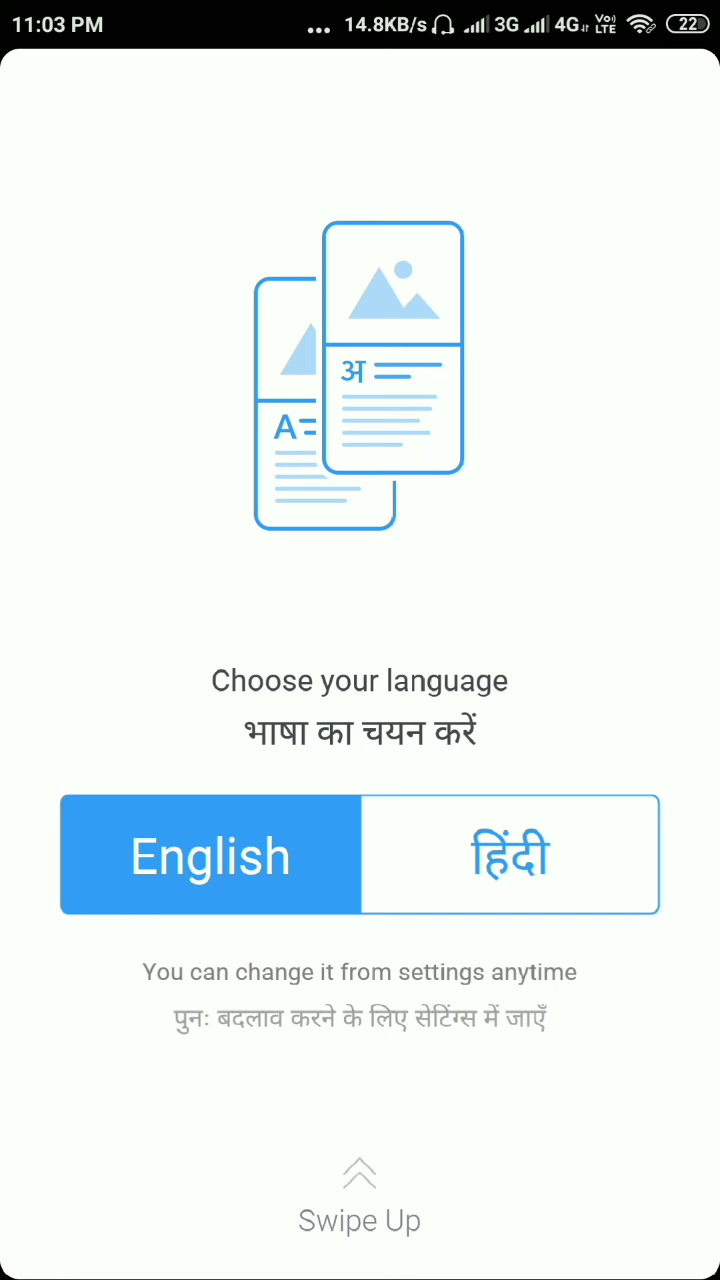 11:03 PM ... 14.8KB/s 3G 4G Vo) LTE 22
अ
A
Choose your language
भाषा का चयन करें
English हिंदी
You can change it from settings anytime
पुनः बदलाव करने के लिए सेटिंग्स में जाएँ
Swipe Up